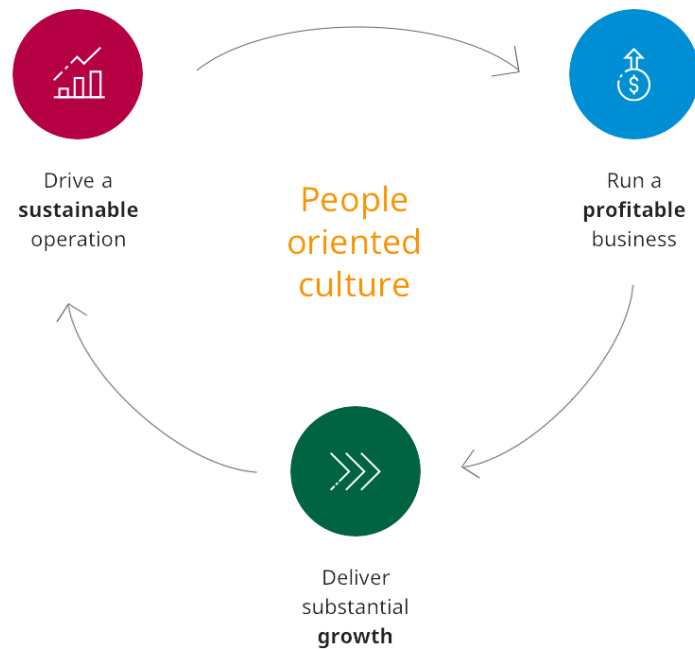 Drive a
sustainable
operation
People
oriented
culture
Run a
profitable
business
Deliver
substantial
growth